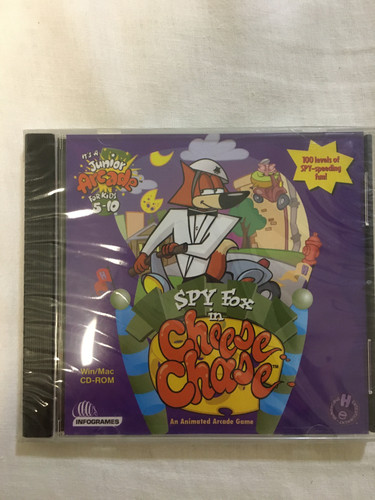 It's A
Junior
Arcade
FOR KIDS
5-10
100 levels of
SPY-speeding
fun!
SPY FOX
in
Cheese
Chase™
Win/Mac
CD-ROM
INFOGRAMES
An Animated Arcade Game
H